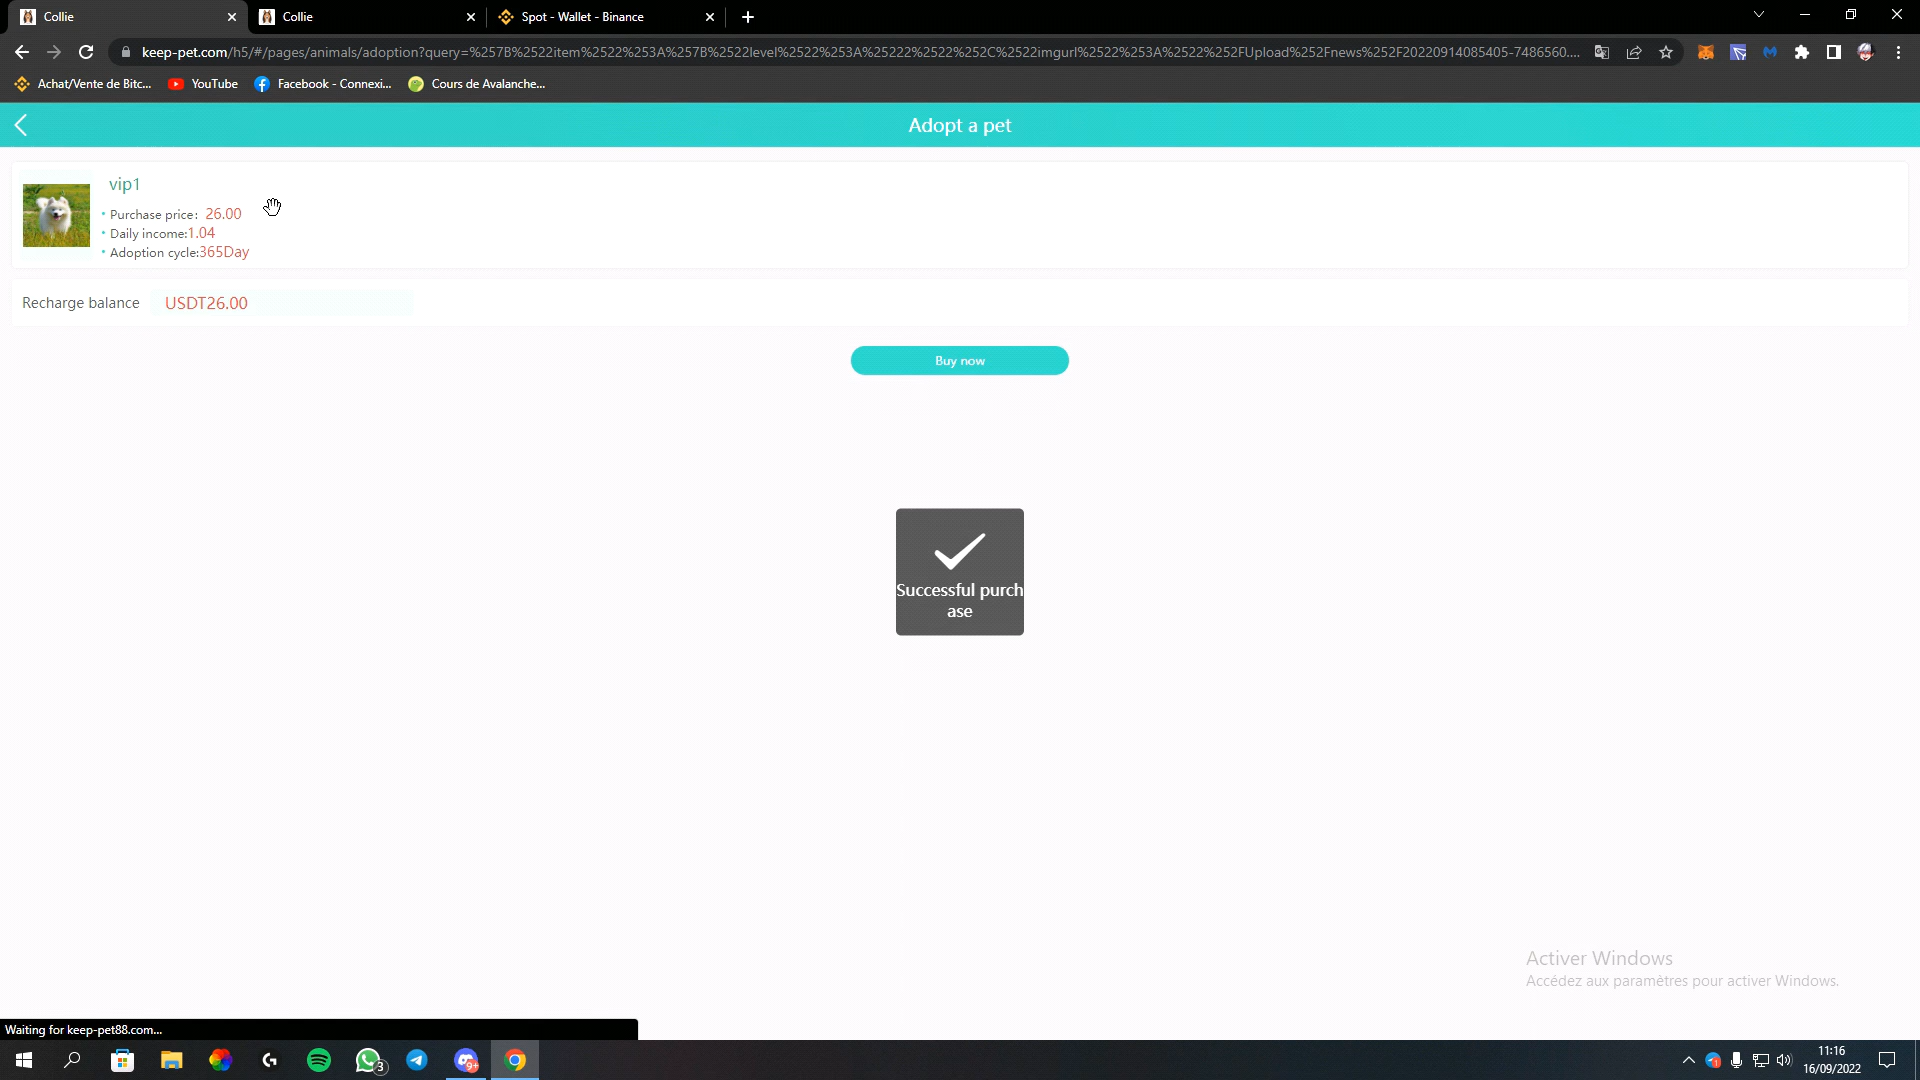 Collie
Collie
Spot - Wallet - Binance
keep-pet.com/h5/#/pages/animals/adoption?query=%257B%2522item%2522%253A%257B%2522level%2522%253A%25222%2522%252C%2522imgurl%2522%253A%2522%252FUpload%252Fnews%252F20220914085405-7486560....
Achat/Vente de Bitc...
YouTube
Facebook - Connexi...
Cours de Avalanche...
Adopt a pet
vip1
Purchase price: 26.00
Daily income:1.04
Adoption cycle:365Day
Recharge balance USDT26.00
Buy now
Successful purch
ase
Activer Windows
Accédez aux paramètres pour activer Windows.
Waiting for keep-pet88.com...
3
9+
1
11:16
16/09/2022